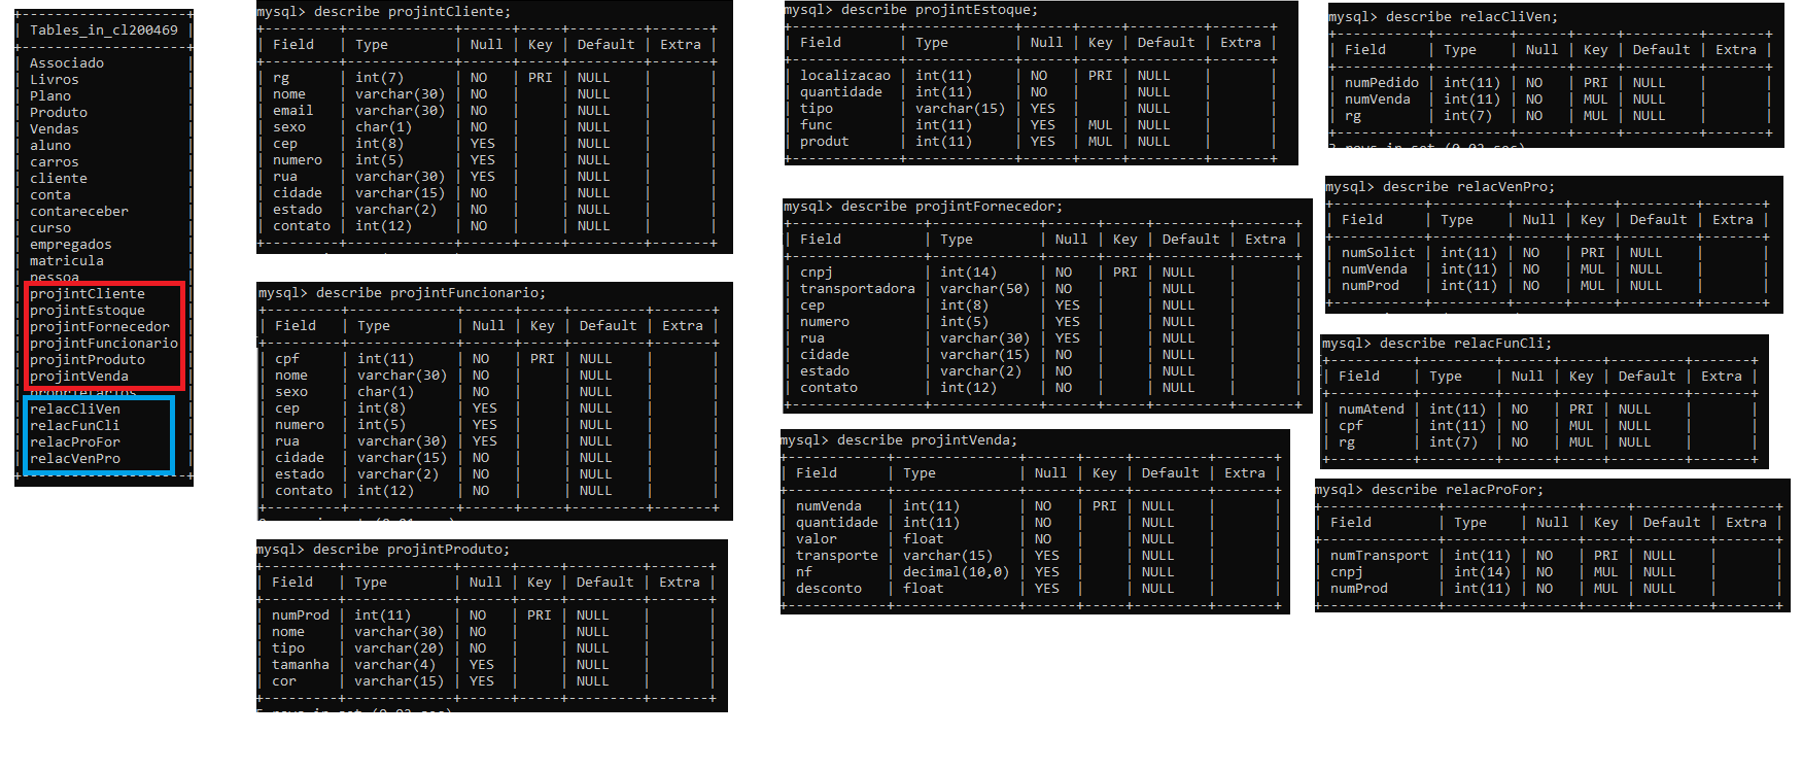 +---------------------+
| Tables_in_cl200469 |
+---------------------+
| Associado |
| Livros |
| Plano |
| Produto |
| Vendas |
| aluno |
| carros |
| cliente |
| conta |
| contareceber |
| curso |
| empregados |
| matricula |
| pessoa |
| projintCliente |
| projintEstoque |
| projintFornecedor |
| projintFuncionario |
| projintProduto |
| projintVenda |
| proprietarios |
| relacCliVen |
| relacFunCli |
| relacProFor |
| relacVenPro |
+---------------------+
mysql> describe projintCliente;
| Field | Type | Null | Key | Default | Extra |
| rg | int(7) | NO | PRI | NULL | |
| nome | varchar(30) | NO | | NULL | |
| email | varchar(30) | NO | | NULL | |
| sexo | char(1) | NO | | NULL | |
| cep | int(8) | YES | | NULL | |
| numero | int(5) | YES | | NULL | |
| rua | varchar(30) | YES | | NULL | |
| cidade | varchar(15) | NO | | NULL | |
| estado | varchar(2) | NO | | NULL | |
| contato | int(12) | NO | | NULL | |
mysql> describe projintFuncionario;
| Field | Type | Null | Key | Default | Extra |
| cpf | int(11) | NO | PRI | NULL | |
| nome | varchar(30) | NO | | NULL | |
| sexo | char(1) | NO | | NULL | |
| cep | int(8) | YES | | NULL | |
| numero | int(5) | YES | | NULL | |
| rua | varchar(30) | YES | | NULL | |
| cidade | varchar(15) | NO | | NULL | |
| estado | varchar(2) | NO | | NULL | |
| contato | int(12) | NO | | NULL | |
mysql> describe projintProduto;
| Field | Type | Null | Key | Default | Extra |
| numProd | int(11) | NO | PRI | NULL | |
| nome | varchar(30) | NO | | NULL | |
| tipo | varchar(20) | NO | | NULL | |
| tamanha | varchar(4) | YES | | NULL | |
| cor | varchar(15) | YES | | NULL | |
mysql> describe projintEstoque;
| Field | Type | Null | Key | Default | Extra |
| localizacao | int(11) | NO | PRI | NULL | |
| quantidade | int(11) | NO | | NULL | |
| tipo | varchar(15) | YES | | NULL | |
| func | int(11) | YES | MUL | NULL | |
| produt | int(11) | YES | MUL | NULL | |
mysql> describe projintFornecedor;
| Field | Type | Null | Key | Default | Extra |
| cnpj | int(14) | NO | PRI | NULL | |
| transportadora | varchar(50) | NO | | NULL | |
| cep | int(8) | YES | | NULL | |
| numero | int(5) | YES | | NULL | |
| rua | varchar(30) | YES | | NULL | |
| cidade | varchar(15) | NO | | NULL | |
| estado | varchar(2) | NO | | NULL | |
| contato | int(12) | NO | | NULL | |
mysql> describe projintVenda;
| Field | Type | Null | Key | Default | Extra |
| numVenda | int(11) | NO | PRI | NULL | |
| quantidade | int(11) | NO | | NULL | |
| valor | float | NO | | NULL | |
| transporte | varchar(15) | YES | | NULL | |
| nf | decimal(10,0) | YES | | NULL | |
| desconto | float | YES | | NULL | |
mysql> describe relacCliVen;
| Field | Type | Null | Key | Default | Extra |
| numPedido | int(11) | NO | PRI | NULL | |
| numVenda | int(11) | NO | MUL | NULL | |
| rg | int(7) | NO | MUL | NULL | |
3 rows in set (0.02 sec)
mysql> describe relacVenPro;
| Field | Type | Null | Key | Default | Extra |
| numSolict | int(11) | NO | PRI | NULL | |
| numVenda | int(11) | NO | MUL | NULL | |
| numProd | int(11) | NO | MUL | NULL | |
mysql> describe relacFunCli;
| Field | Type | Null | Key | Default | Extra |
| numAtend | int(11) | NO | PRI | NULL | |
| cpf | int(11) | NO | MUL | NULL | |
| rg | int(7) | NO | MUL | NULL | |
mysql> describe relacProFor;
| Field | Type | Null | Key | Default | Extra |
| numTransport | int(11) | NO | PRI | NULL | |
| cnpj | int(14) | NO | MUL | NULL | |
| numProd | int(11) | NO | MUL | NULL | |